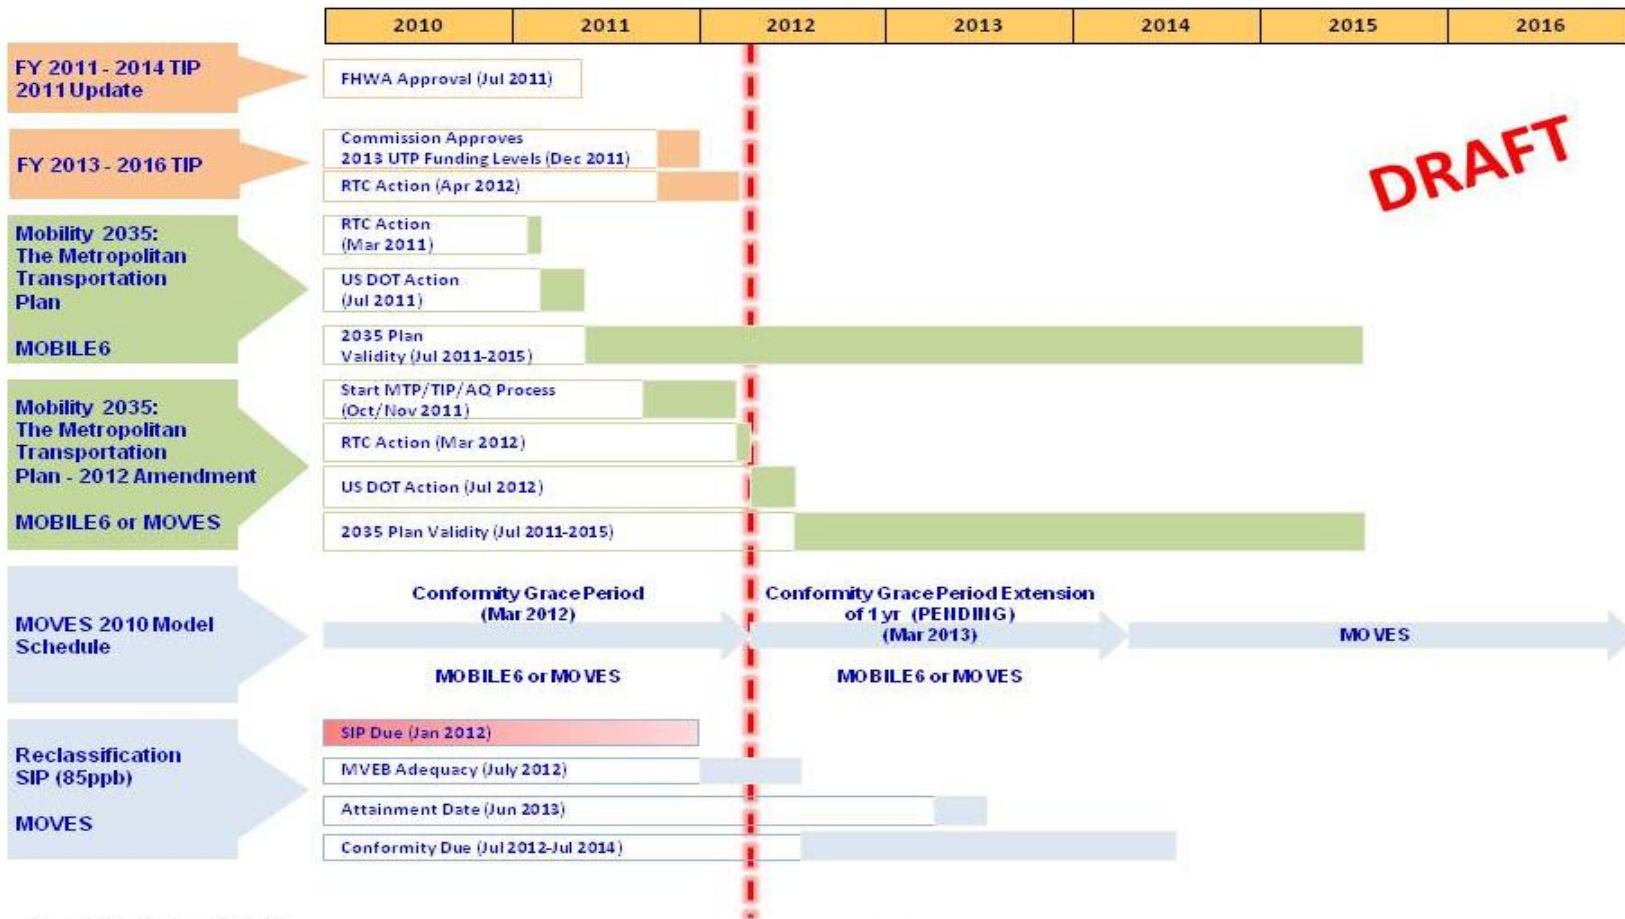 2010 2011 2012 2013 2014 2015 2016
FY 2011 - 2014 TIP
2011 Update
FHWA Approval (Jul 2011)
DRAFT
FY 2013 - 2016 TIP
Commission Approves
2013 UTP Funding Levels (Dec 2011)
RTC Action (Apr 2012)
Mobility 2035:
The Metropolitan
Transportation
Plan
MOBILE6
RTC Action
(Mar 2011)
US DOT Action
(Jul 2011)
2035 Plan
Validity (Jul 2011-2015)
Mobility 2035:
The Metropolitan
Transportation
Plan - 2012 Amendment
MOBILE6 or MOVES
Start MTP/TIP/AQ Process
(Oct/Nov 2011)
RTC Action (Mar 2012)
US DOT Action (Jul 2012)
2035 Plan Validity (Jul 2011-2015)
MOVES 2010 Model
Schedule
Conformity Grace Period
(Mar 2012)
MOBILE6 or MOVES
Conformity Grace Period Extension
of 1 yr (PENDING)
(Mar 2013)
MOBILE6 or MOVES
MOVES
Reclassification
SIP (85ppb)
MOVES
SIP Due (Jan 2012)
MVEB Adequacy (July 2012)
Attainment Date (Jun 2013)
Conformity Due (Jul 2012-Jul 2014)